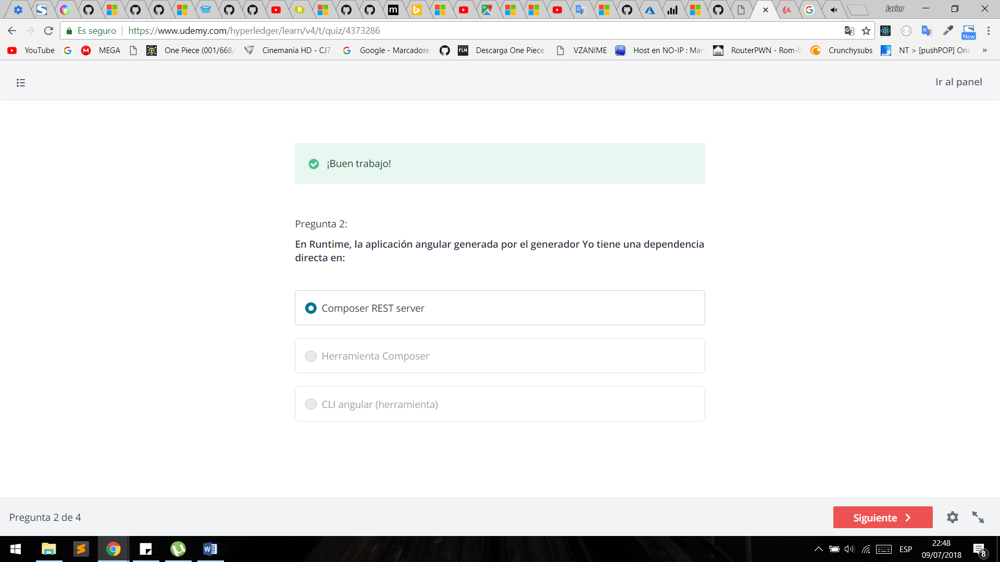 Javier
Es seguro https://www.udemy.com/hyperledger/learn/v4/t/quiz/4373286
New
YouTube MEGA One Piece (001/668/ Cinemania HD - CJ7 Google - Marcadore FLN Descarga One Piece VZANIME Host en NO-IP : Man RouterPWN - Rom-0 Crunchysubs NT > [pushPOP] One »
Ir al panel
¡Buen trabajo!
Pregunta 2:
En Runtime, la aplicación angular generada por el generador Yo tiene una dependencia
directa en:
Composer REST server
Herramienta Composer
CLI angular (herramienta)
Pregunta 2 de 4
Siguiente
ESP
22:48
09/07/2018
8